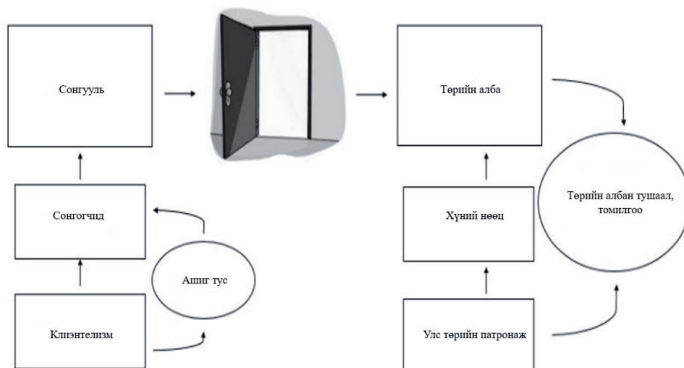 Сонгууль
Төрийн алба
Сонгогчид
Хүний нөөц
Төрийн албан тушаал,
томилгоо
Ашиг тус
Клиэнтелизм
Улс төрийн патронаж